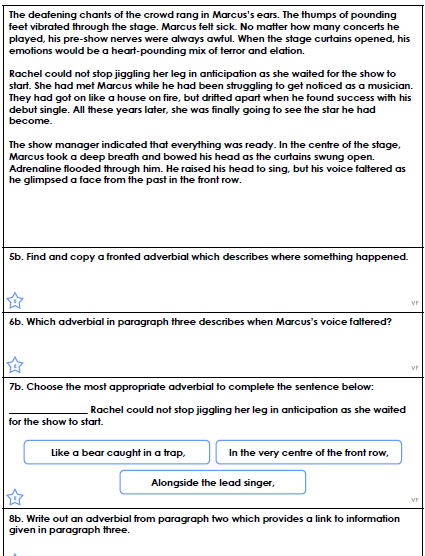 The deafening chants of the crowd rang in Marcus's ears. The thumps of pounding
feet vibrated through the stage. Marcus felt sick. No matter how many concerts he
played, his pre-show nerves were always awful. When the stage curtains opened, his
emotions would be a heart-pounding mix of terror and elation.
Rachel could not stop jiggling her leg in anticipation as she waited for the show to
start. She had met Marcus while he had been struggling to get noticed as a musician.
They had got on like a house on fire, but drifted apart when he found success with his
debut single. All these years later, she was finally going to see the star he had
become.
The show manager indicated that everything was ready. In the centre of the stage,
Marcus took a deep breath and bowed his head as the curtains swung open.
Adrenaline flooded through him. He raised his head to sing, but his voice faltered as
he glimpsed a face from the past in the front row.
5b. Find and copy a fronted adverbial which describes where something happened.
E
VF
6b. Which adverbial in paragraph three describes when Marcus's voice faltered?
E
VF
7b. Choose the most appropriate adverbial to complete the sentence below:
_______________ Rachel could not stop jiggling her leg in anticipation as she waited
for the show to start.
Like a bear caught in a trap,
In the very centre of the front row,
Alongside the lead singer,
E
VF
8b. Write out an adverbial from paragraph two which provides a link to information
given in paragraph three.